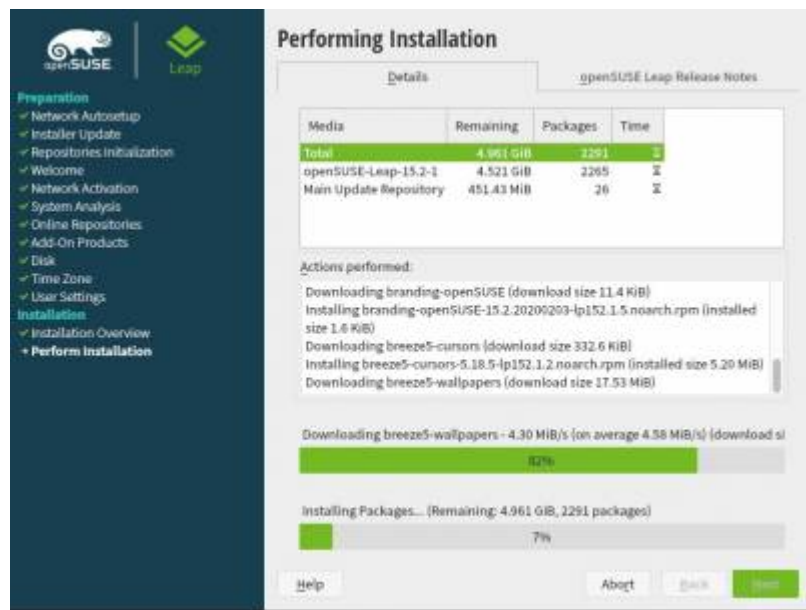 openSUSE
Leap
Preparation
Network Autosetup
Installer Update
Repositories Initialization
Welcome
Network Activation
System Analysis
Online Repositories
Add-On Products
Disk
Time Zone
User Settings
Installation
Installation Overview
Perform Installation
Performing Installation
Details
openSUSE Leap Release Notes
Media Remaining Packages Time
Total 4.961 GiB 2291
openSUSE-Leap-15.2-1 4.521 GiB 2265
Main Update Repository 451.43 MiB 26
Actions performed:
Downloading branding-openSUSE (download size 11.4 KiB)
Installing branding-openSUSE-15.2.20200203-lp152.1.5.noarch.rpm (installed
size 1.6 KiB)
Downloading breeze5-cursors (download size 332.6 KiB)
Installing breeze5-cursors-5.18.5-lp152.1.2.noarch.rpm (installed size 5.20 MiB)
Downloading breeze5-wallpapers (download size 17.53 MiB)
Downloading breeze5-wallpapers - 4.30 MiB/s (on average 4.58 MiB/s) (download si
82%
Installing Packages... (Remaining: 4.961 GiB, 2291 packages)
7%
Help
Abort
Back
Next